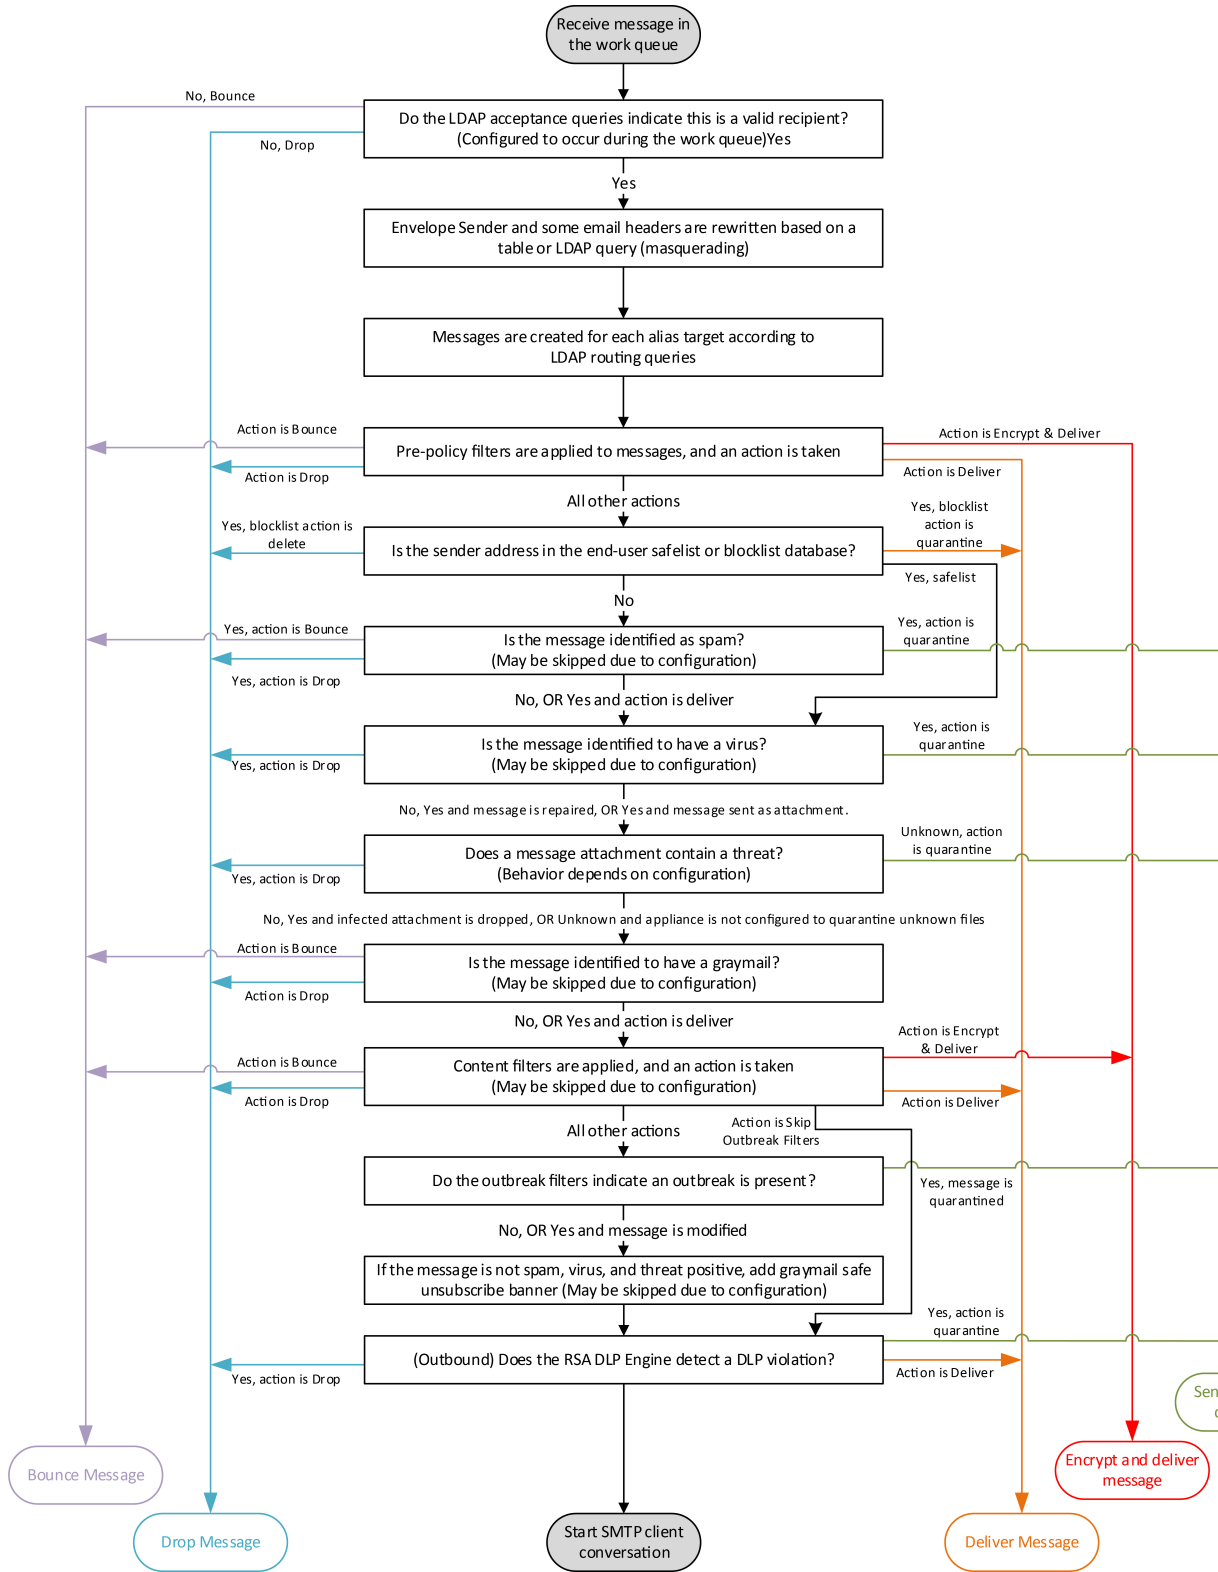 Receive message in
the work queue
No, Bounce
Do the LDAP acceptance queries indicate this is a valid recipient?
(Configured to occur during the work queue)Yes
No, Drop
Yes
Envelope Sender and some email headers are rewritten based on a
table or LDAP query (masquerading)
Messages are created for each alias target according to
LDAP routing queries
Action is Bounce
Action is Encrypt & Deliver
Pre-policy filters are applied to messages, and an action is taken
Action is Drop
Action is Deliver
All other actions
Yes, blocklist action is
delete
Yes, blocklist
action is
quarantine
Is the sender address in the end-user safelist or blocklist database?
Yes, safelist
No
Yes, action is Bounce
Yes, action is
quarantine
Is the message identified as spam?
(May be skipped due to configuration)
Yes, action is Drop
No, OR Yes and action is deliver
Yes, action is
quarantine
Is the message identified to have a virus?
(May be skipped due to configuration)
Yes, action is Drop
No, Yes and message is repaired, OR Yes and message sent as attachment.
Unknown, action
is quarantine
Does a message attachment contain a threat?
(Behavior depends on configuration)
Yes, action is Drop
No, Yes and infected attachment is dropped, OR Unknown and appliance is not configured to quarantine unknown files
Action is Bounce
Is the message identified to have a graymail?
(May be skipped due to configuration)
Action is Drop
No, OR Yes and action is deliver
Action is Encrypt
& Deliver
Action is Bounce
Content filters are applied, and an action is taken
(May be skipped due to configuration)
Action is Drop
Action is Deliver
All other actions
Action is Skip
Outbreak Filters
Do the outbreak filters indicate an outbreak is present?
Yes, message is
quarantined
No, OR Yes and message is modified
If the message is not spam, virus, and threat positive, add graymail safe
unsubscribe banner (May be skipped due to configuration)
Yes, action is
quarantine
(Outbound) Does the RSA DLP Engine detect a DLP violation?
Yes, action is Drop
Action is Deliver
Bounce Message
Encrypt and deliver
message
Drop Message
Start SMTP client
conversation
Deliver Message